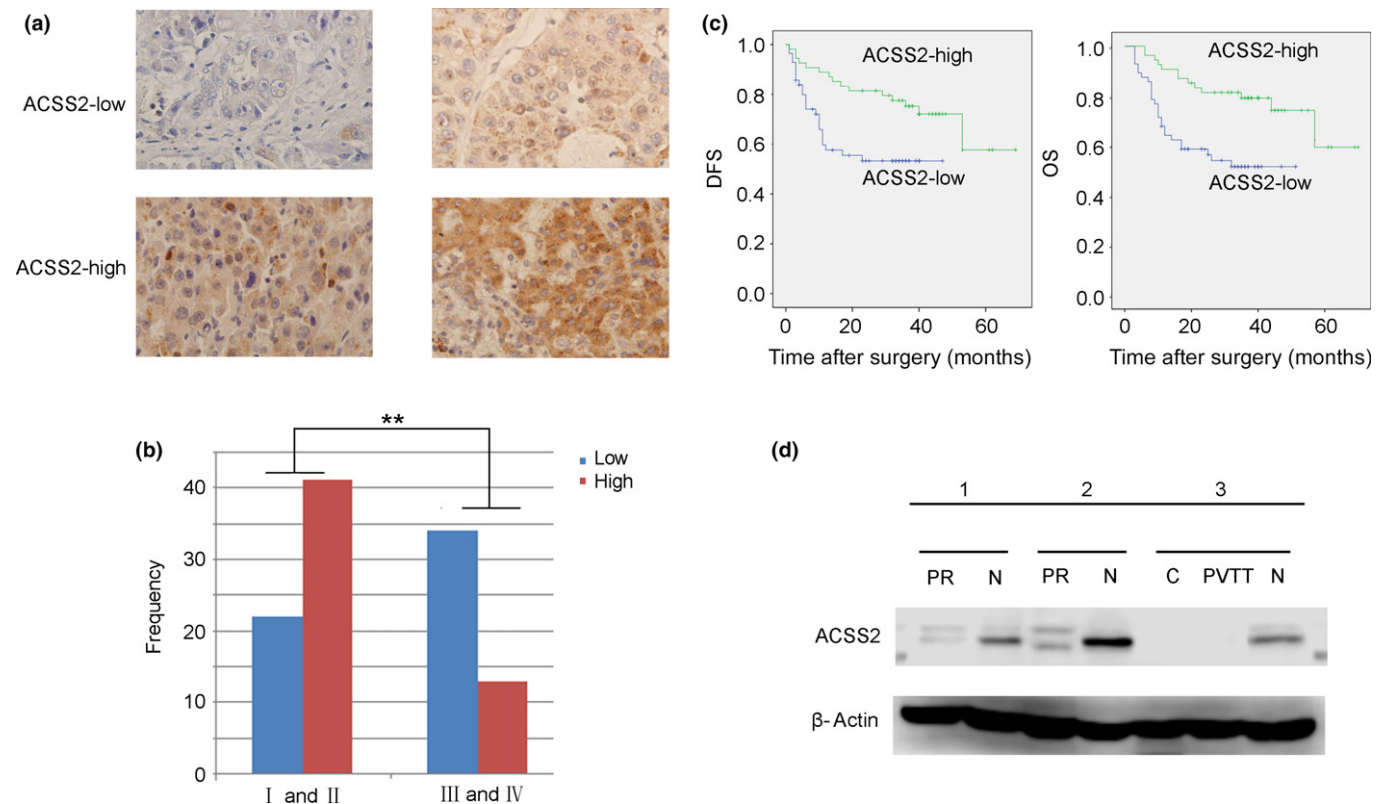 (a)
ACSS2-low
ACSS2-high
(b)
**
Low
High
Frequency
40
30
20
10
0
Ⅰ and Ⅱ
Ⅲ and Ⅳ
(c)
ACSS2-high
ACSS2-low
DFS
1.0
0.8
0.6
0.4
0.2
0.0
0 20 40 60
Time after surgery (months)
ACSS2-high
ACSS2-low
OS
1.0
0.8
0.6
0.4
0.2
0.0
0 20 40 60
Time after surgery (months)
(d)
1 2 3
PR N PR N C PVTT N
ACSS2
β- Actin